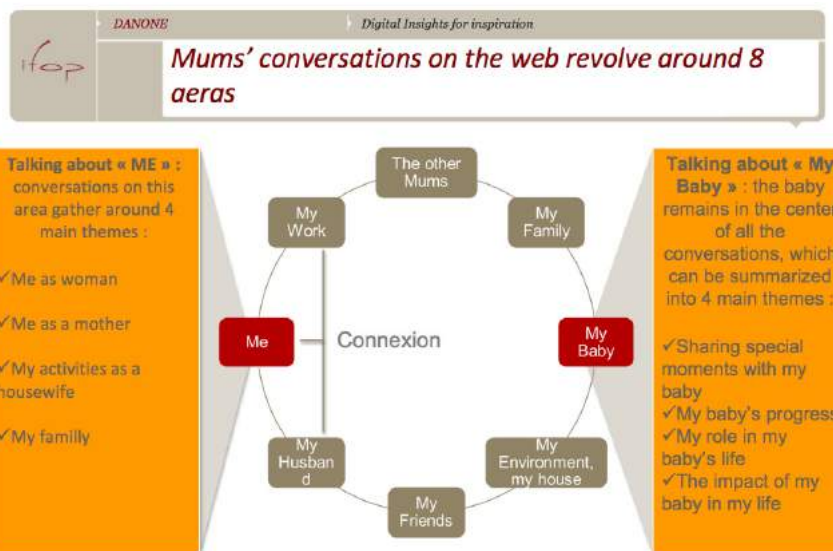 ifop
DANONE
Digital Insights for inspiration
Mums' conversations on the web revolve around 8
aeras
Talking about « ME » :
conversations on this
area gather around 4
main themes :
✓Me as woman
✓Me as a mother
✓My activities as a
housewife
✓My familly
The other
Mums
My
Work
My
Family
Me
Connexion
My
Baby
My
Husban
d
My
Environment,
my house
My
Friends
Talking about « My
Baby » : the baby
remains in the center
of all the
conversations, which
can be summarized
into 4 main themes :
✓Sharing special
moments with my
baby
✓My baby's progress
✓My role in my
baby's life
✓The impact of my
baby in my life